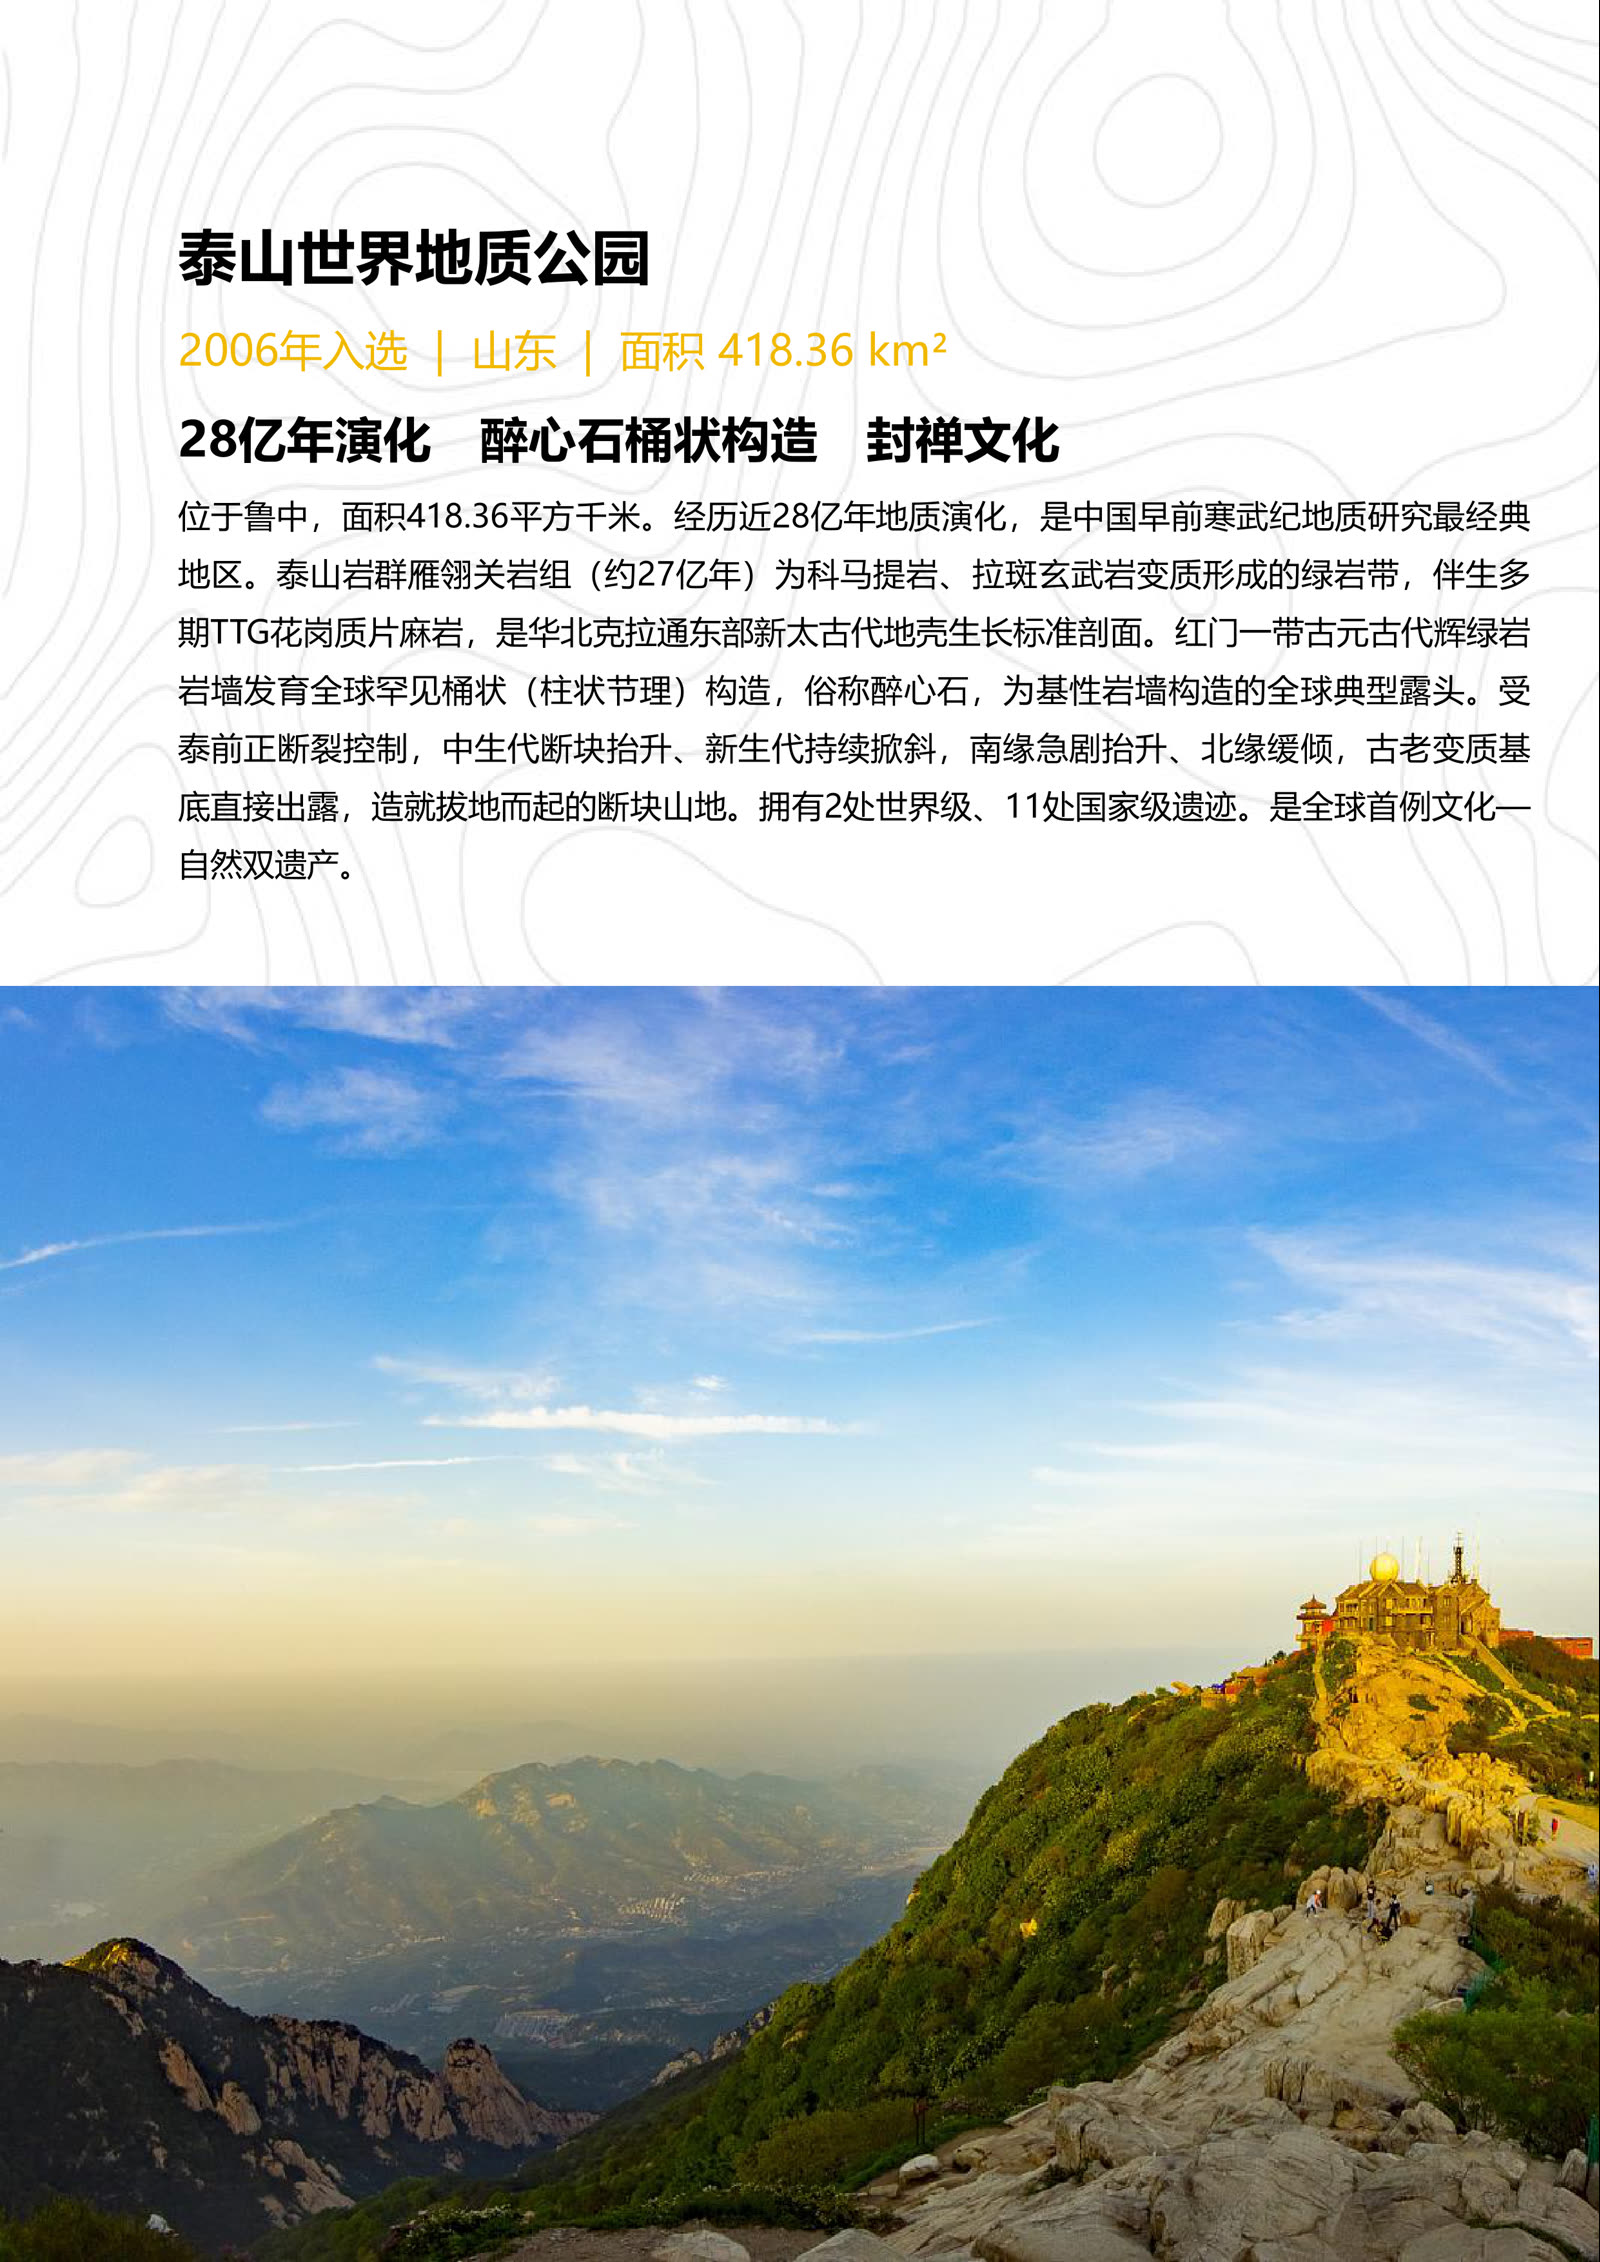 泰山世界地质公园
2006年入选 | 山东 | 面积 418.36 km²
28亿年演化　醉心石桶状构造　封禅文化
位于鲁中，面积418.36平方千米。经历近28亿年地质演化，是中国早前寒武纪地质研究最经典
地区。泰山岩群雁翎关岩组（约27亿年）为科马提岩、拉斑玄武岩变质形成的绿岩带，伴生多
期TTG花岗质片麻岩，是华北克拉通东部新太古代地壳生长标准剖面。红门一带古元古代辉绿岩
岩墙发育全球罕见桶状（柱状节理）构造，俗称醉心石，为基性岩墙构造的全球典型露头。受
泰前正断裂控制，中生代断块抬升、新生代持续掀斜，南缘急剧抬升、北缘缓倾，古老变质基
底直接出露，造就拔地而起的断块山地。拥有2处世界级、11处国家级遗迹。是全球首例文化—
自然双遗产。